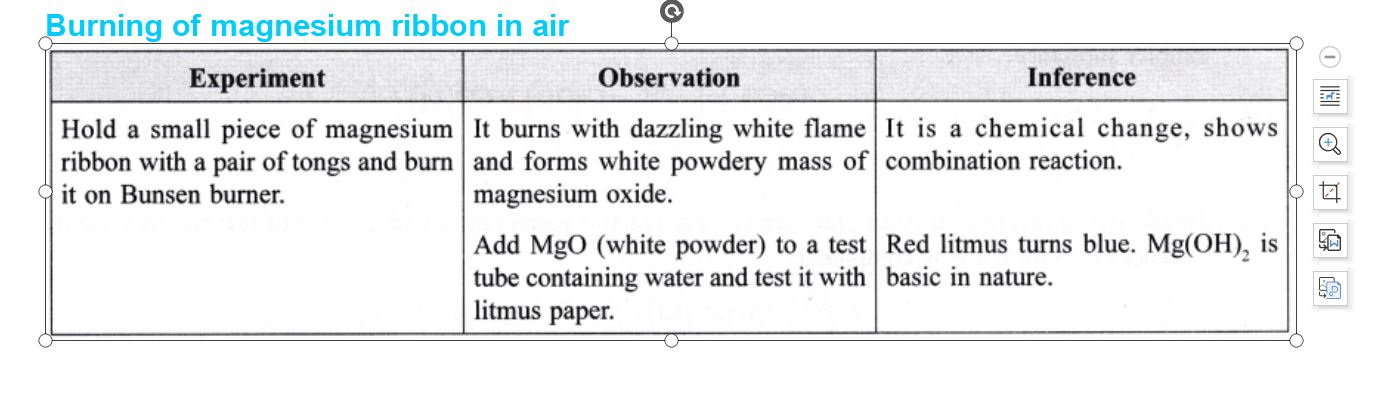 Burning of magnesium ribbon in air
Experiment
Observation
Inference
Hold a small piece of magnesium
ribbon with a pair of tongs and burn
it on Bunsen burner.
It burns with dazzling white flame
and forms white powdery mass of
magnesium oxide.
It is a chemical change, shows
combination reaction.
Add MgO (white powder) to a test
tube containing water and test it with
litmus paper.
Red litmus turns blue. Mg(OH)₂ is
basic in nature.